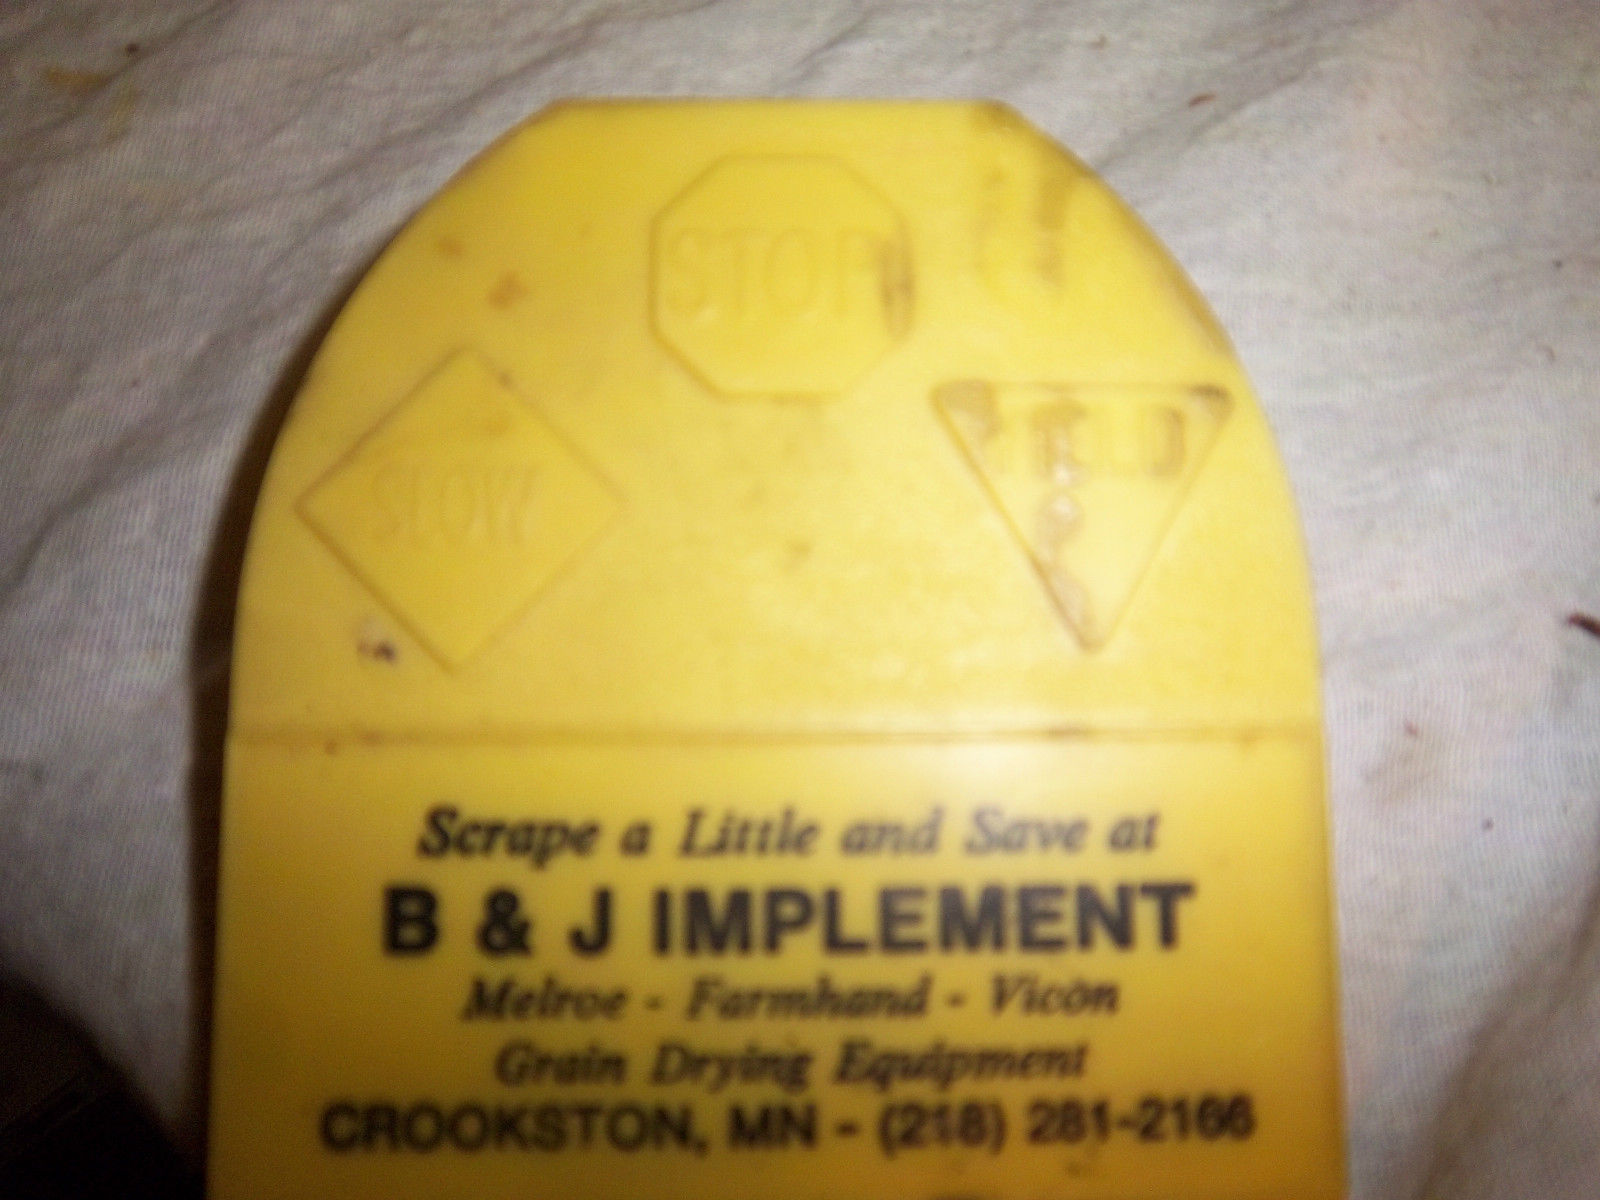 STOP
YIELD
SLOW
Scrape a Little and Save at
B & J IMPLEMENT
Melroe - Farmhand - Vicon
Grain Drying Equipment
CROOKSTON, MN - (218) 281-2166